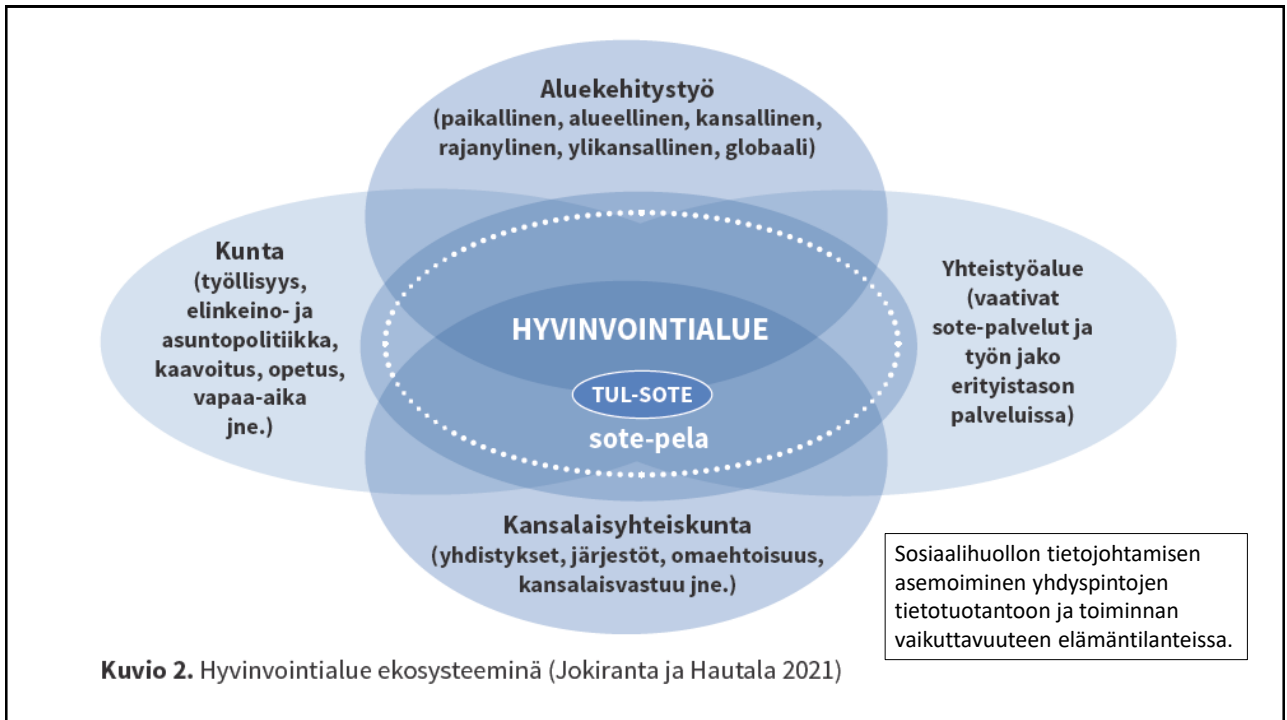 Aluekehitystyö
(paikallinen, alueellinen, kansallinen,
rajanylinen, ylikansallinen, globaali)
Kunta
(työllisyys,
elinkeino- ja
asuntopolitiikka,
kaavoitus, opetus,
vapaa-aika
jne.)
HYVINVOINTIALUE
TUL-SOTE
sote-pela
Yhteistyöalue
(vaativat
sote-palvelut ja
työn jako
erityistason
palveluissa)
Kansalaisyhteiskunta
(yhdistykset, järjestöt, omaehtoisuus,
kansalaisvastuu jne.)
Sosiaalihuollon tietojohtamisen
asemoiminen yhdyspintojen
tietotuotantoon ja toiminnan
vaikuttavuuteen elämäntilanteissa.
Kuvio 2. Hyvinvointialue ekosysteeminä (Jokiranta ja Hautala 2021)